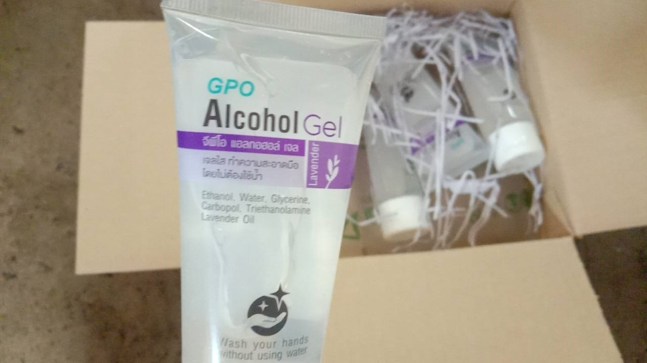 GPO
Alcohol Gel
จีพีโอ แอลกอฮอล์ เจล
Lavender
เจลใส ทำความสะอาดมือ
โดยไม่ต้องใช้น้ำ
Ethanol, Water, Glycerine,
Carbopol, Triethanolamine
Lavender Oil
Wash your hands
without using water